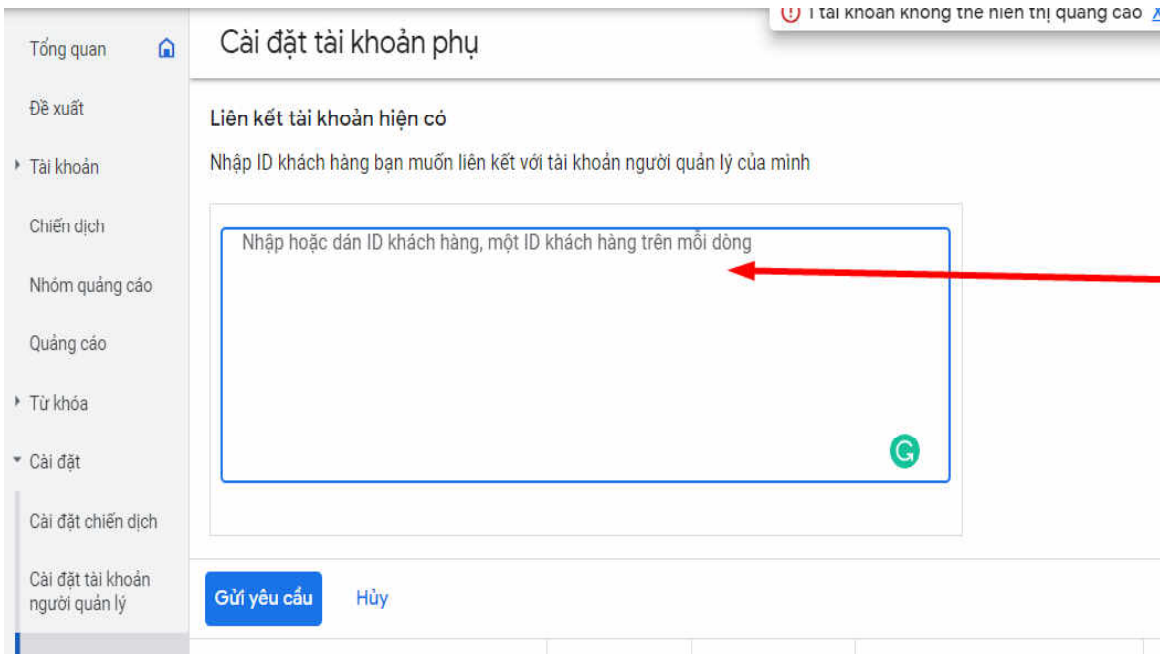 1 tài khoản không thể hiển thị quảng cáo
Tổng quan
Cài đặt tài khoản phụ
Đề xuất
Liên kết tài khoản hiện có
Nhập ID khách hàng bạn muốn liên kết với tài khoản người quản lý của mình
Tài khoản
Chiến dịch
Nhập hoặc dán ID khách hàng, một ID khách hàng trên mỗi dòng
Nhóm quảng cáo
Quảng cáo
Từ khóa
Cài đặt
Cài đặt chiến dịch
Cài đặt tài khoản
người quản lý
Gửi yêu cầu
Hủy